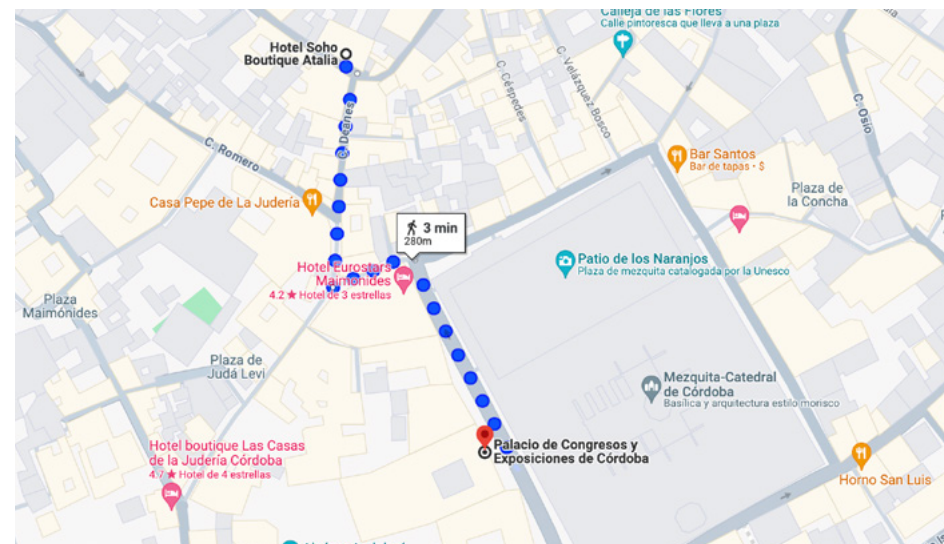 Calleja de las Flores
Calle pintoresca que lleva a una plaza
Hotel Soho
Boutique Atalia
C. Deanes
C. Céspedes
C. Velázquez Bosco
C. Osio
C. Romero
Bar Santos
Bar de tapas · $
Casa Pepe de La Judería
Plaza de
la Concha
3 min
280m
Patio de los Naranjos
Plaza de mezquita catalogada por la Unesco
Hotel Eurostars
Maimonides
4.2 ★ Hotel de 3 estrellas
Plaza
Maimónides
Plaza de
Judá Levi
Mezquita-Catedral
de Córdoba
Basílica y arquitectura estilo morisco
Palacio de Congresos y
Exposiciones de Córdoba
Hotel boutique Las Casas
de la Judería Córdoba
4.7 ★ Hotel de 4 estrellas
Horno San Luis